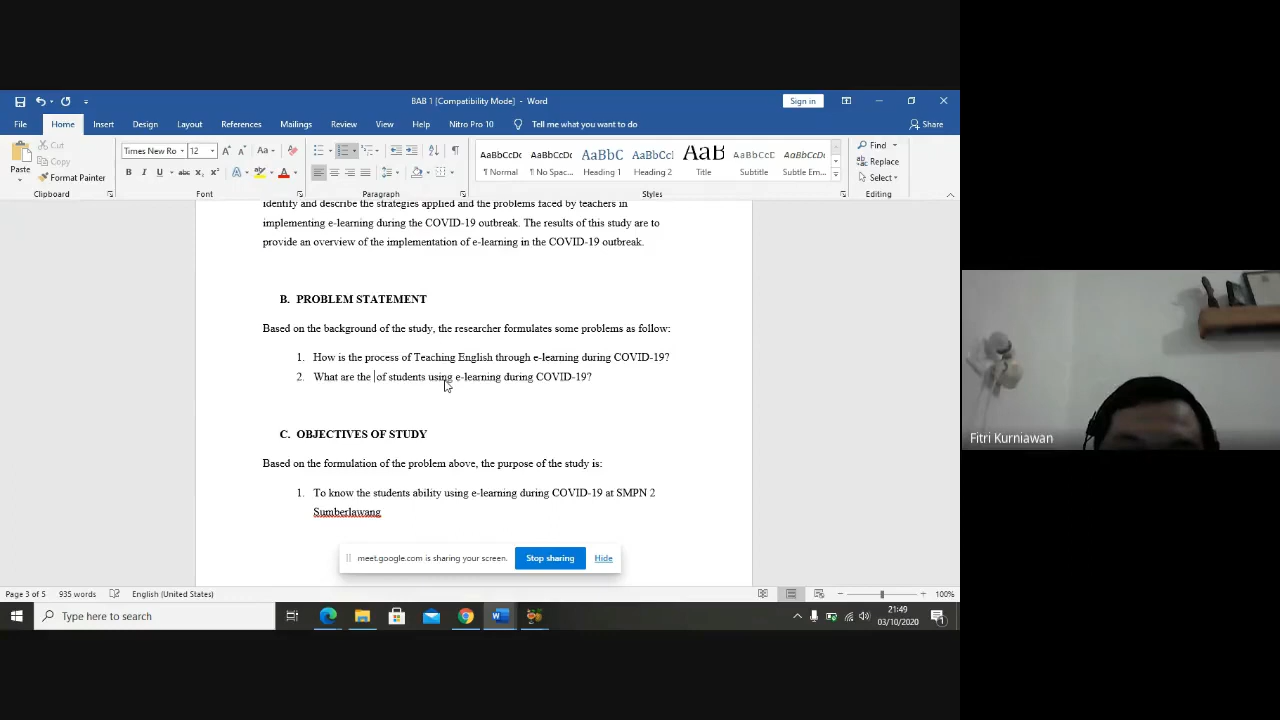 BAB 1 [Compatibility Mode] - Word
Sign in
File Home Insert Design Layout References Mailings Review View Help Nitro Pro 10 Tell me what you want to do Share
Paste
Cut
Copy
Format Painter
Clipboard
Times New Ro 12
Font
Paragraph
AaBbCcDc AaBbCcDc AaBbC AaBbCcI AaB AaBbCcDc AaBbCcDc
¶ Normal ¶ No Spac... Heading 1 Heading 2 Title Subtitle Subtle Em...
Styles
Find
Replace
Select
Editing
identify and describe the strategies applied and the problems faced by teachers in
implementing e-learning during the COVID-19 outbreak. The results of this study are to
provide an overview of the implementation of e-learning in the COVID-19 outbreak.
B. PROBLEM STATEMENT
Based on the background of the study, the researcher formulates some problems as follow:
1. How is the process of Teaching English through e-learning during COVID-19?
2. What are the of students using e-learning during COVID-19?
C. OBJECTIVES OF STUDY
Based on the formulation of the problem above, the purpose of the study is:
1. To know the students ability using e-learning during COVID-19 at SMPN 2
Sumberlawang
meet.google.com is sharing your screen. Stop sharing Hide
Page 3 of 5 935 words English (United States) 100%
Type here to search
21:49
03/10/2020
Fitri Kurniawan